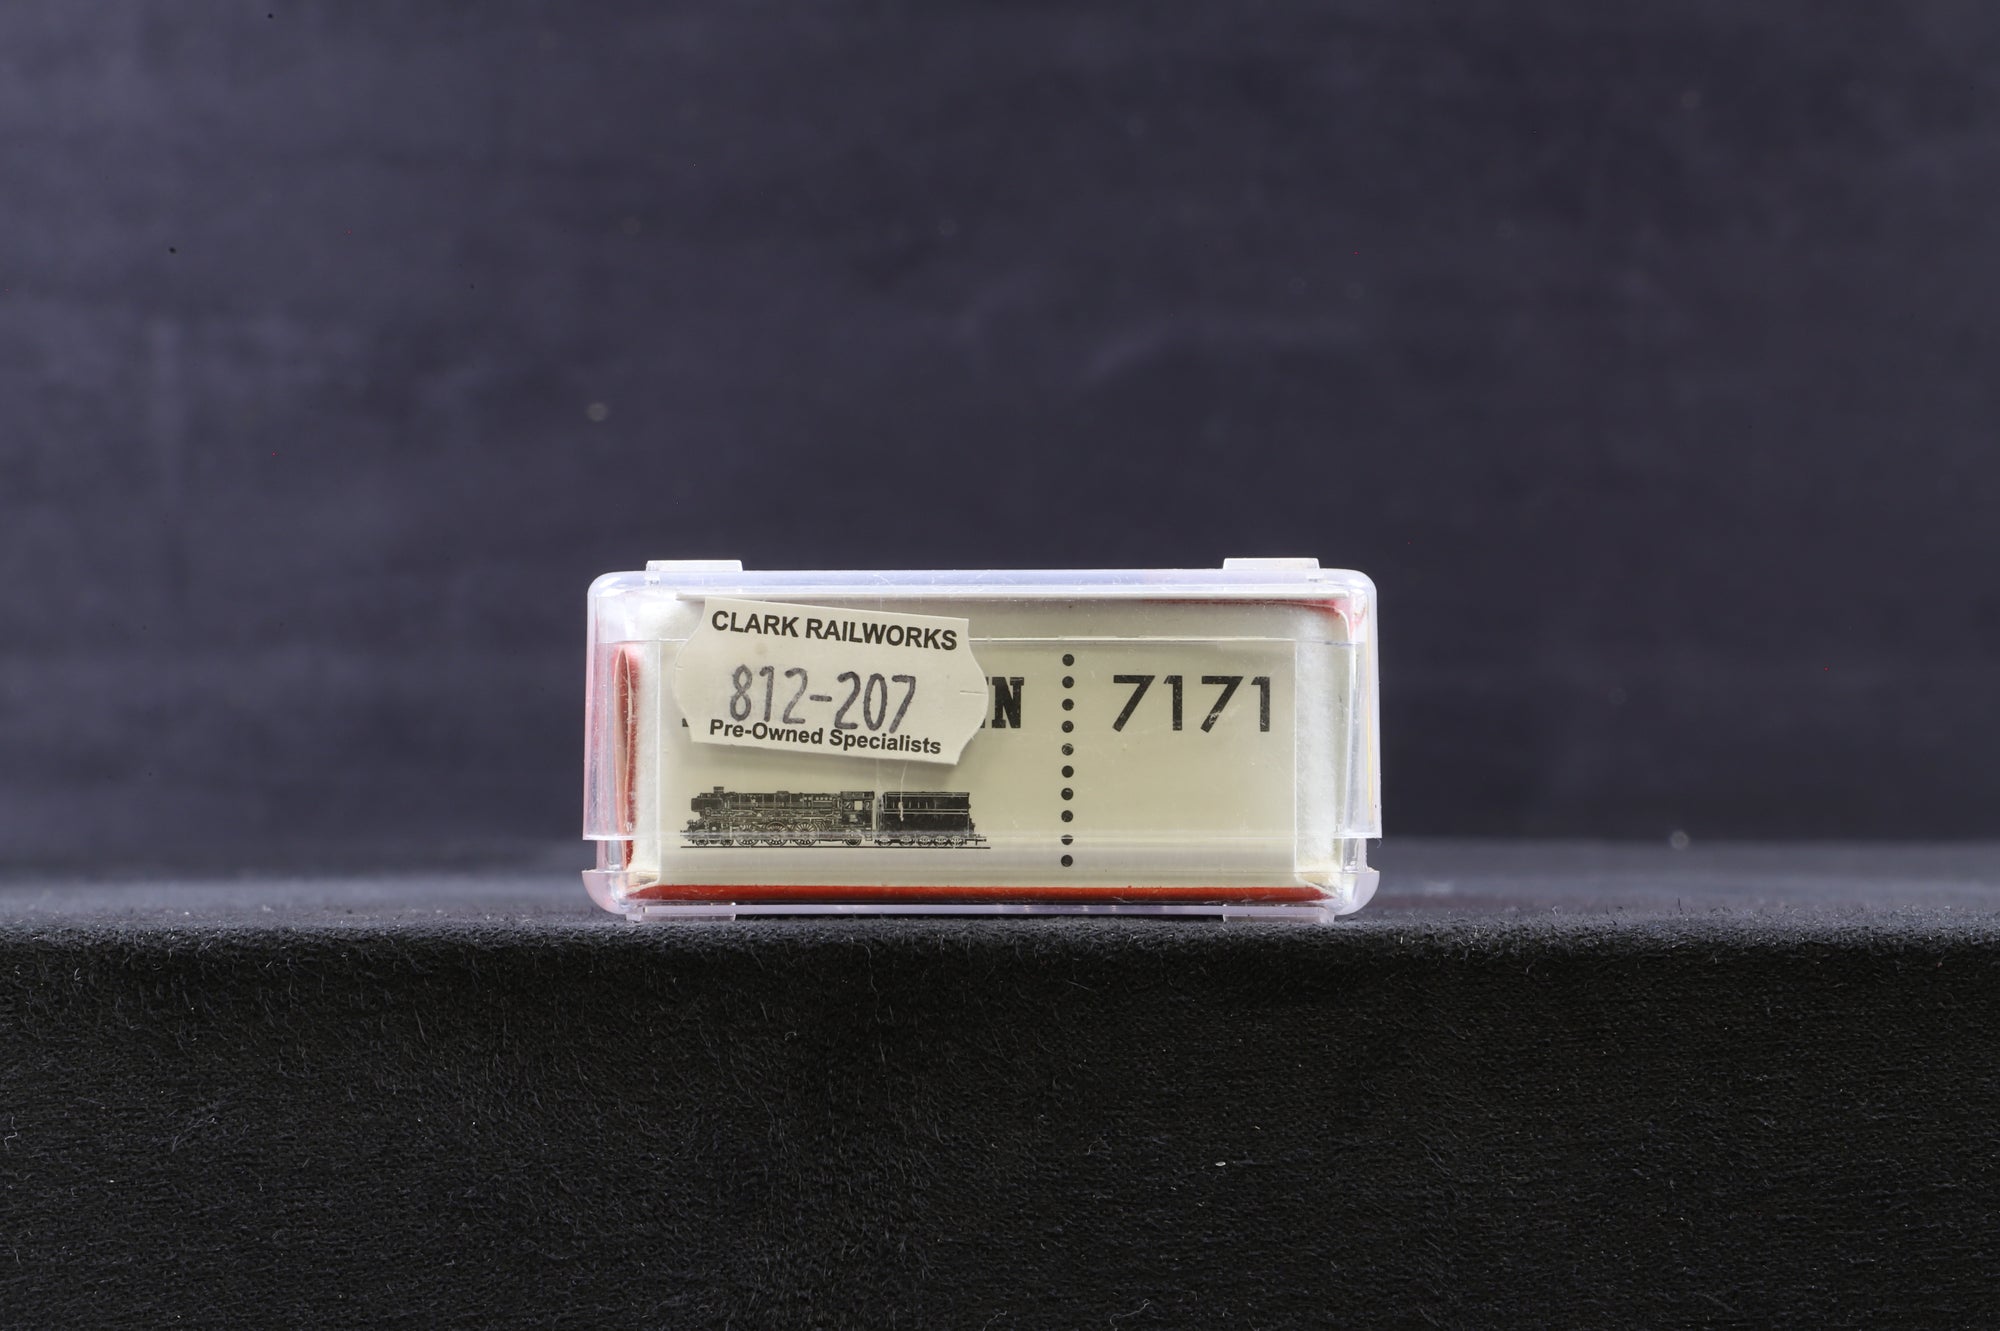 CLARK RAILWORKS
812-207
Pre-Owned Specialists
7171